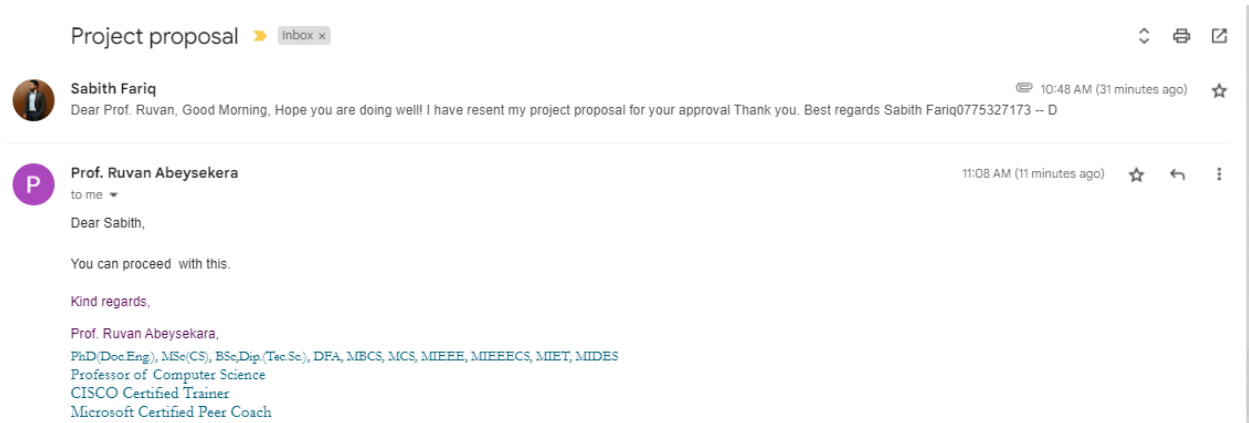 Project proposal Inbox x
Sabith Fariq 10:48 AM (31 minutes ago)
Dear Prof. Ruvan, Good Morning, Hope you are doing well! I have resent my project proposal for your approval Thank you. Best regards Sabith Fariq0775327173 -- D
Prof. Ruvan Abeysekera 11:08 AM (11 minutes ago)
P
to me
Dear Sabith,
You can proceed  with this.
Kind regards,
Prof. Ruvan Abeysekara,
PhD(Doc.Eng.), MSc(CS), BSc,Dip.(Tec.Sc.), DFA, MBCS, MCS, MIEEE, MIEEECS, MIET, MIDES
Professor of Computer Science
CISCO Certified Trainer
Microsoft Certified Peer Coach